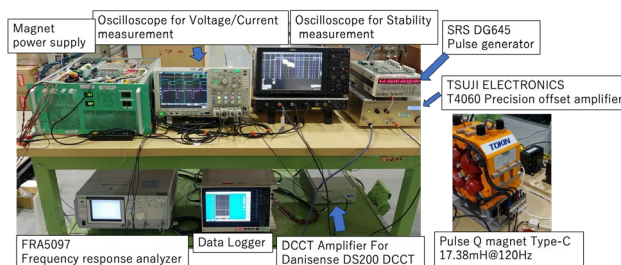 Magnet
power supply
Oscilloscope for Voltage/Current
measurement
Oscilloscope for Stability
measurement
SRS DG645
Pulse generator
TSUJI ELECTRONICS
T4060 Precision offset amplifier
TOKIN
FRA5097
Frequency response analyzer
Data Logger
DCCT Amplifier For
Danisense DS200 DCCT
Pulse Q magnet Type-C
17.38mH@120Hz